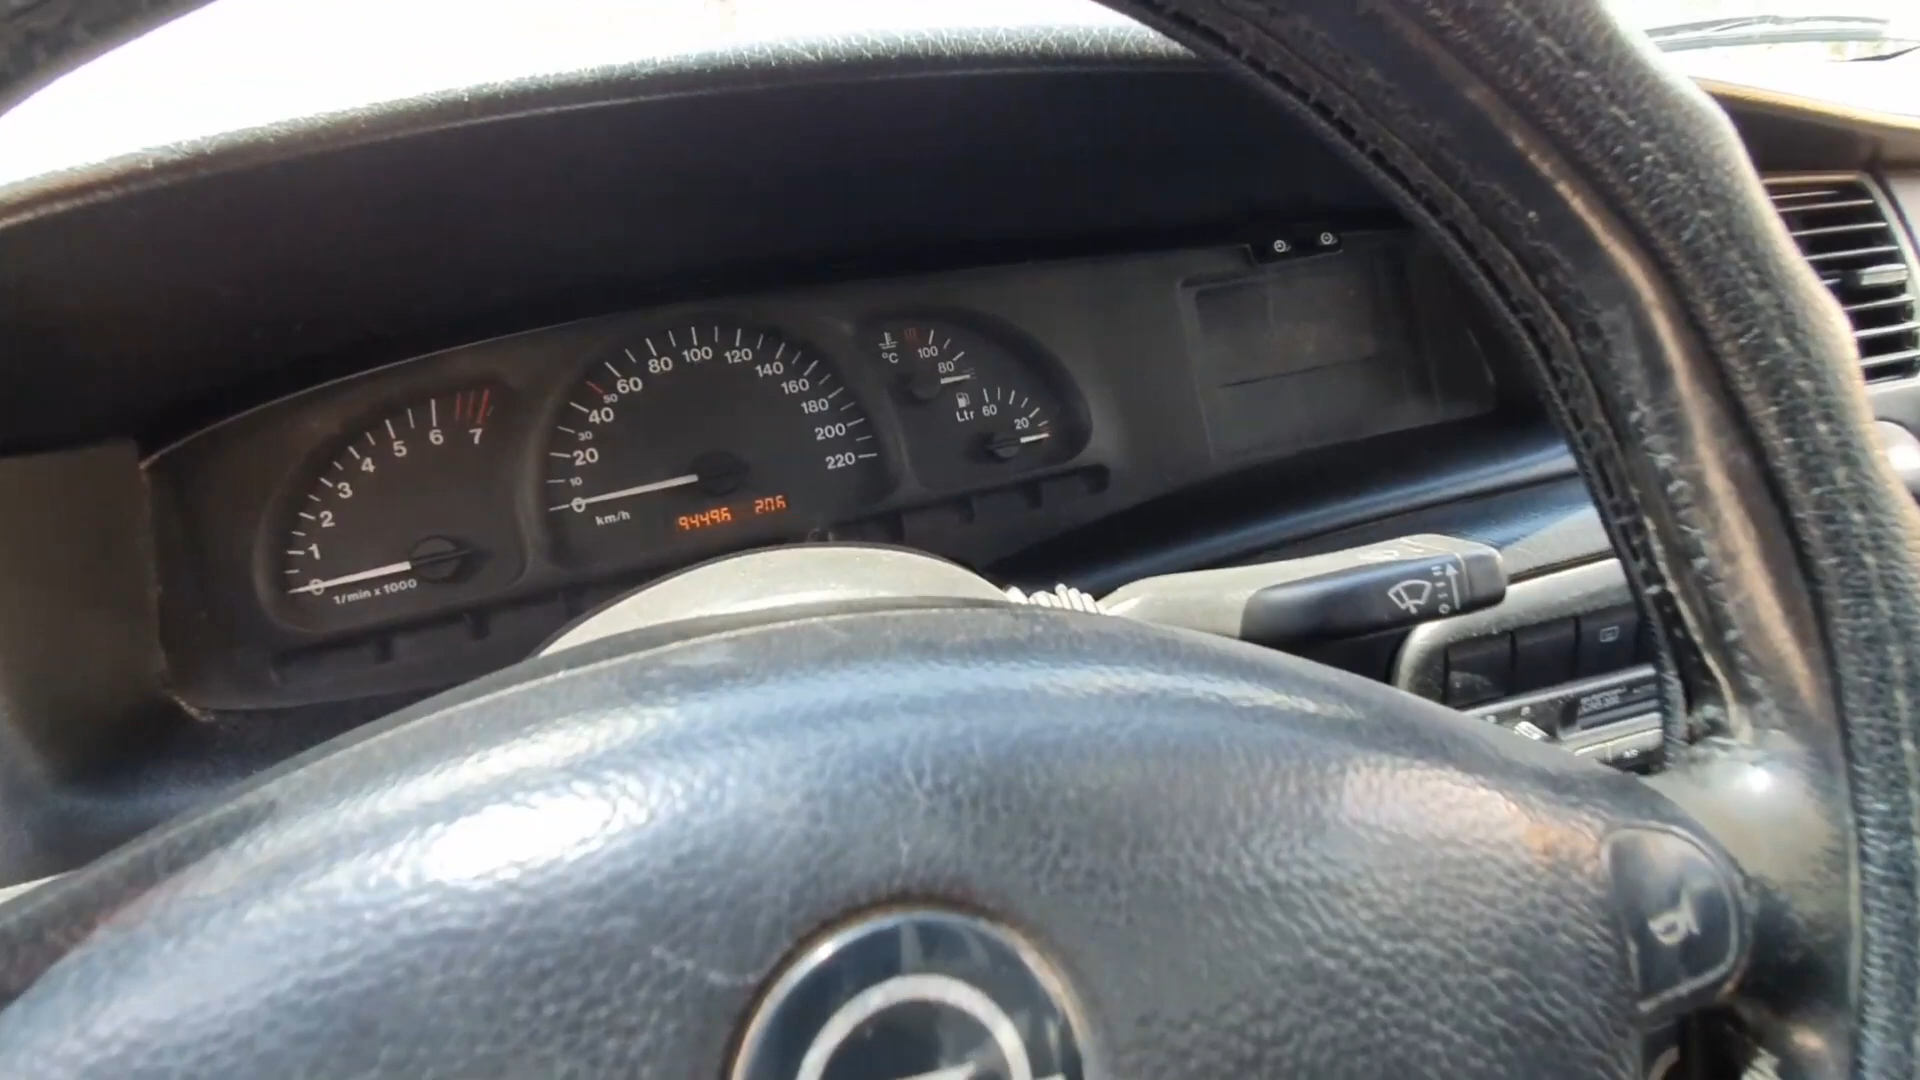 1 2 3 4 5 6 7
0
1/min x 1000
0 10 20 30 40 50 60 80 100 120 140 160 180 200 220
km/h
94496
°C 100 80
Ltr 60 20